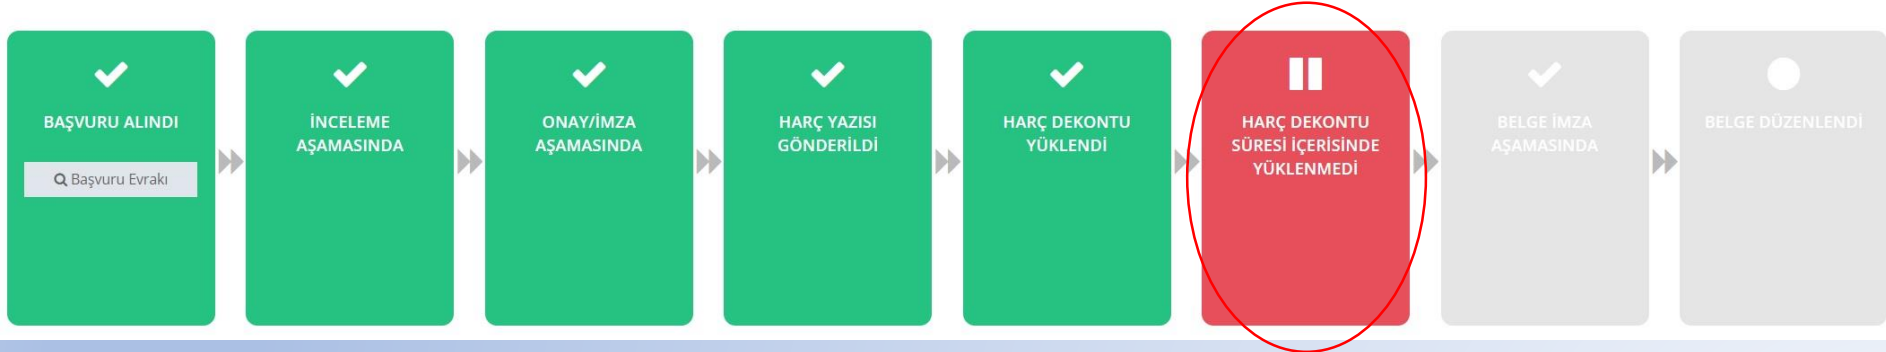 BAŞVURU ALINDI
Başvuru Evrakı
İNCELEME
AŞAMASINDA
ONAY/İMZA
AŞAMASINDA
HARÇ YAZISI
GÖNDERİLDİ
HARÇ DEKONTU
YÜKLENDİ
HARÇ DEKONTU
SÜRESİ İÇERİSİNDE
YÜKLENMEDİ
BELGE İMZA
AŞAMASINDA
BELGE DÜZENLENDİ